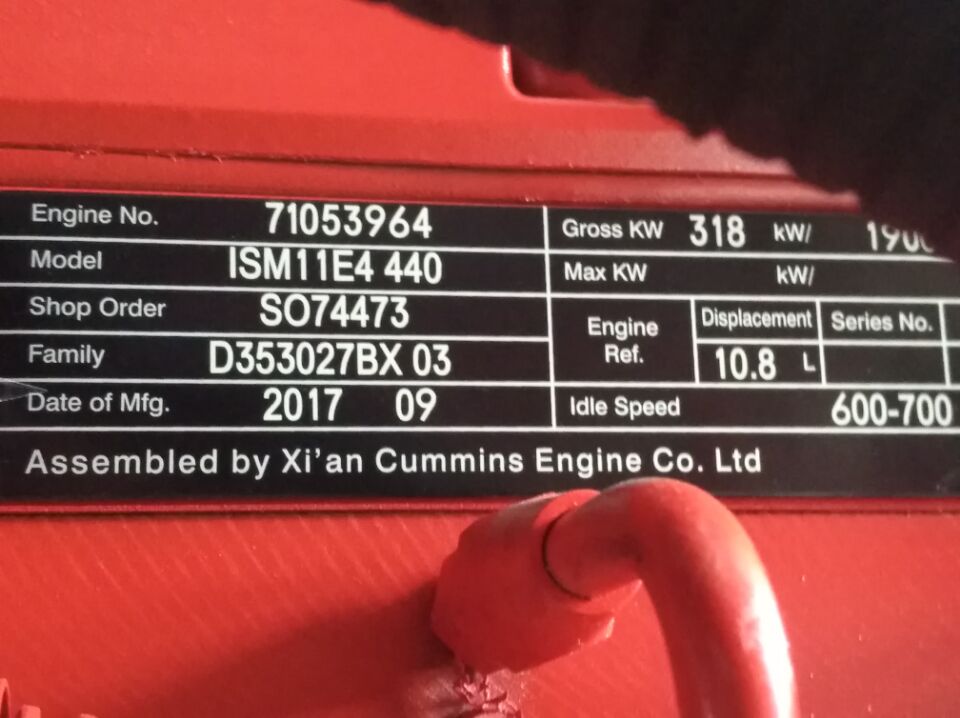 Engine No. 71053964
Model ISM11E4 440
Shop Order SO74473
Family D353027BX 03
Date of Mfg. 2017 09
Gross KW 318 kW/
Max KW kW/
Engine Ref. Displacement Series No.
10.8 L
Idle Speed 600-700
Assembled by Xi'an Cummins Engine Co. Ltd